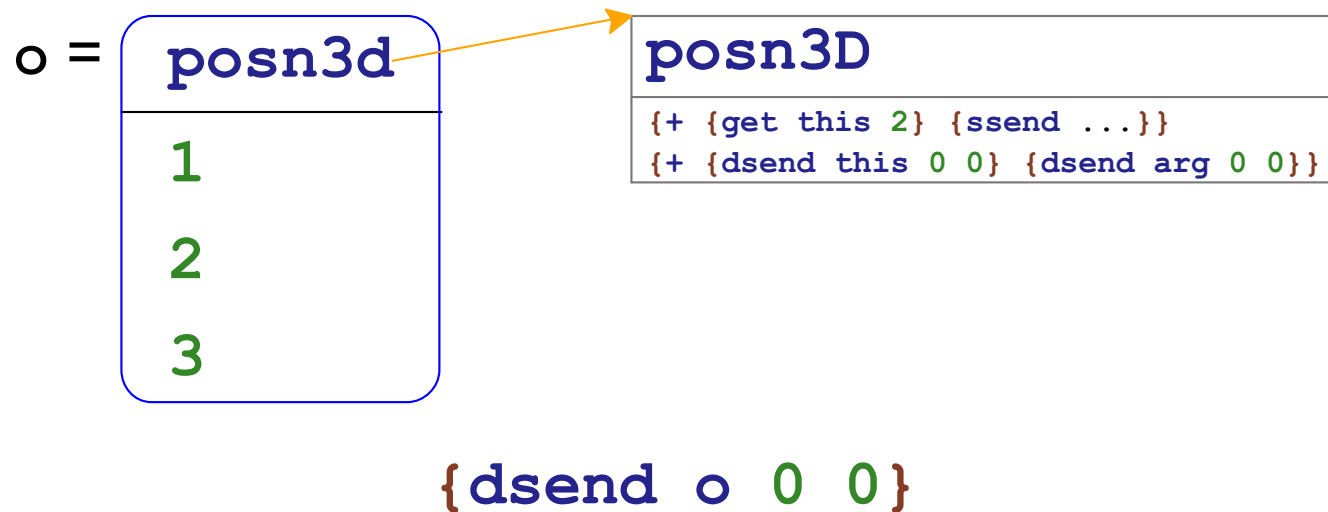 o = posn3d
1
2
3
posn3D
{+ {get this 2} {ssend ...}}
{+ {dsend this 0 0} {dsend arg 0 0}}
{dsend o 0 0}